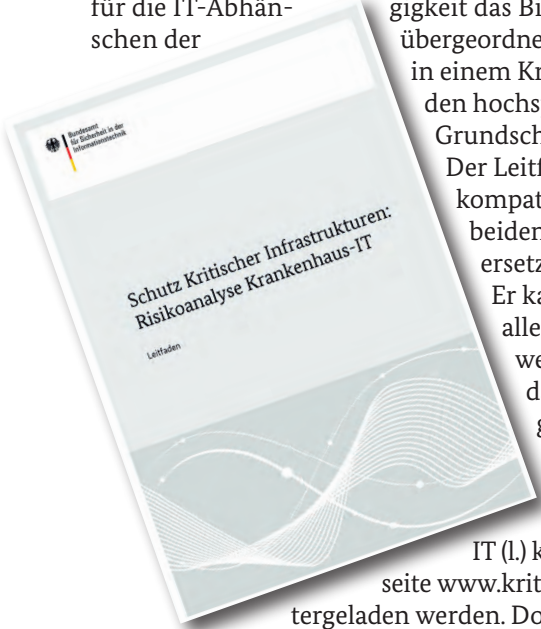 für die IT-Abhän-
schen der
gigkeit das Bi
übergeordne
in einem Kr
den hochsp
Grundsch
Der Leitf
kompat
beiden
ersetz
Er ka
alle
we
d
g
Bundesamt
für Sicherheit in der
Informationstechnik
Schutz Kritischer Infrastrukturen:
Risikoanalyse Krankenhaus-IT
Leitfaden
IT (l.) k
seite www.krit
tergeladen werden. Do